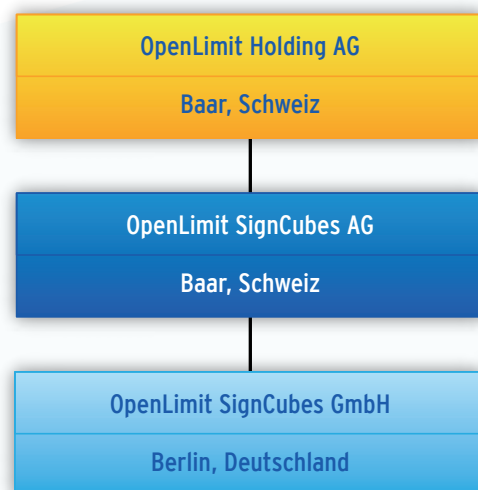 OpenLimit Holding AG
Baar, Schweiz
OpenLimit SignCubes AG
Baar, Schweiz
OpenLimit SignCubes GmbH
Berlin, Deutschland